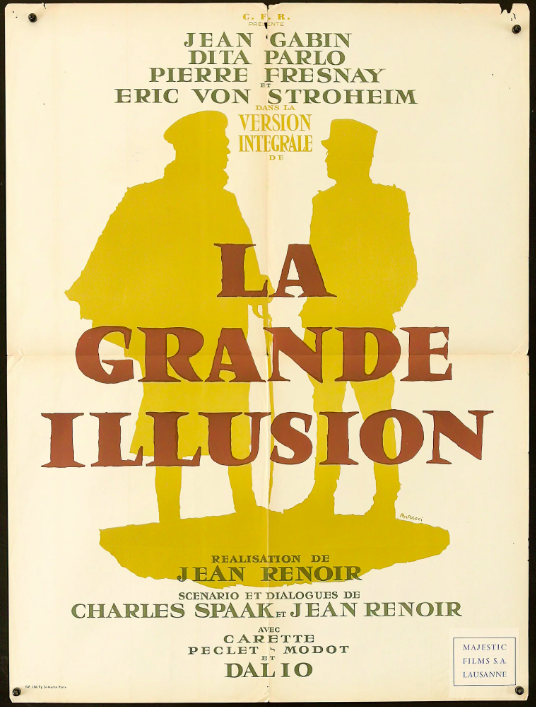 C. F. R.
PRÉSENTE
JEAN GABIN
DITA PARLO
PIERRE FRESNAY
ET
ERIC VON STROHEIM
DANS LA
VERSION
INTEGRALE
DE
LA
GRANDE
ILLUSION
REALISATION DE
JEAN RENOIR
SCENARIO ET DIALOGUES DE
CHARLES SPAAK ET JEAN RENOIR
AVEC
CARETTE
PECLET - MODOT
ET
DALIO
MAJESTIC
FILMS S.A.
LAUSANNE